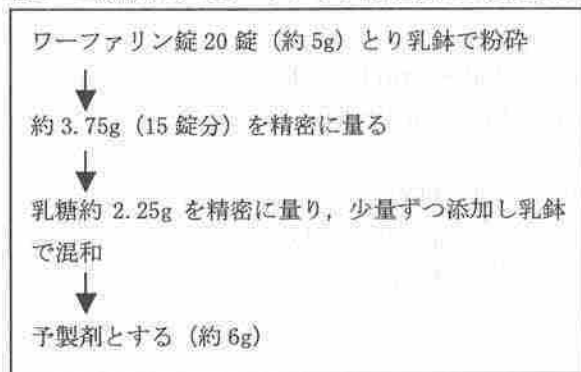 ワーファリン錠 20 錠（約 5g）とり乳鉢で粉砕
約 3.75g（15 錠分）を精密に量る
乳糖約 2.25g を精密に量り，少量ずつ添加し乳鉢
で混和
予製剤とする（約 6g）